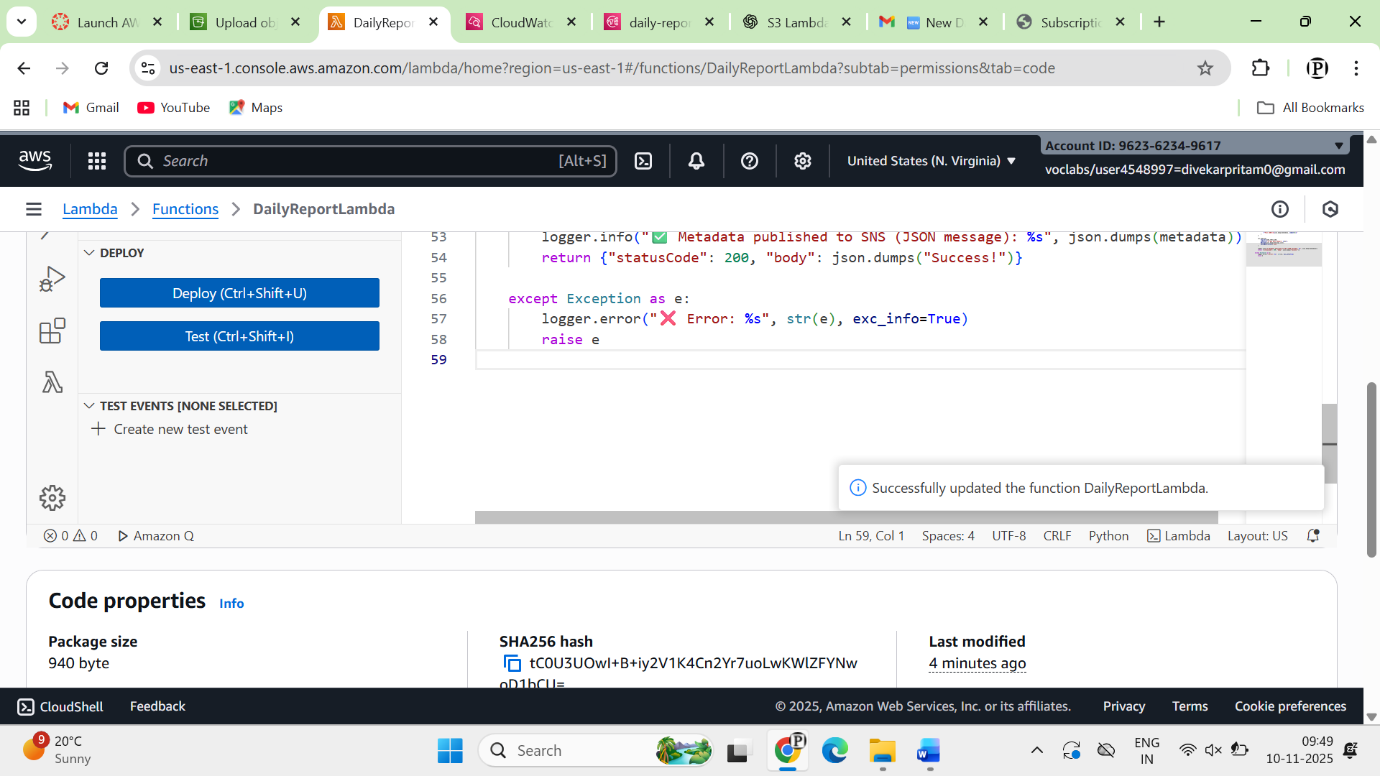 Launch AW
Upload ob
DailyRepor
CloudWat
daily-repo
S3 Lambda
New D
Subscriptio
us-east-1.console.aws.amazon.com/lambda/home?region=us-east-1#/functions/DailyReportLambda?subtab=permissions&tab=code
P
Gmail
YouTube
Maps
All Bookmarks
aws
Search
[Alt+S]
United States (N. Virginia) ▼
Account ID: 9623-6234-9617
voclabs/user4548997=divekarpritam0@gmail.com
Lambda > Functions > DailyReportLambda
DEPLOY
Deploy (Ctrl+Shift+U)
Test (Ctrl+Shift+I)
TEST EVENTS [NONE SELECTED]
+ Create new test event
53 logger.info("✅ Metadata published to SNS (JSON message): %s", json.dumps(metadata))
54 return {"statusCode": 200, "body": json.dumps("Success!")}
55
56 except Exception as e:
57 logger.error("❌ Error: %s", str(e), exc_info=True)
58 raise e
59
Successfully updated the function DailyReportLambda.
0 0 Amazon Q
Ln 59, Col 1 Spaces: 4 UTF-8 CRLF Python Lambda Layout: US
Code properties Info
Package size
940 byte
SHA256 hash
tC0U3UOwI+B+iy2V1K4Cn2Yr7uoLwKWlZFYNw
oD1bCU=
Last modified
4 minutes ago
CloudShell Feedback
© 2025, Amazon Web Services, Inc. or its affiliates. Privacy Terms Cookie preferences
9
20°C
Sunny
Search
P
ENG
IN
09:49
10-11-2025